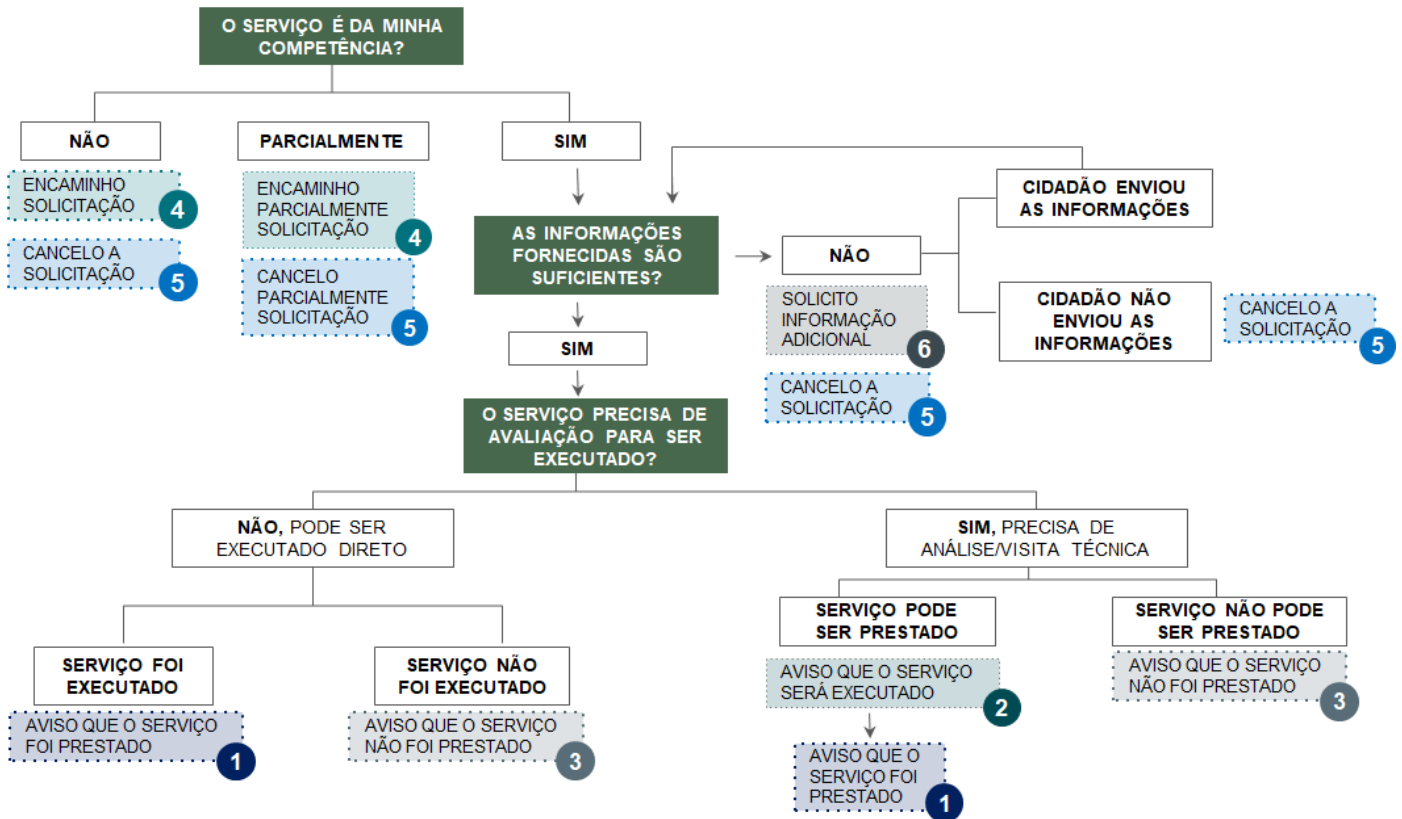 O SERVIÇO É DA MINHA
COMPETÊNCIA?
NÃO
PARCIALMENTE
SIM
ENCAMINHO
SOLICITAÇÃO
4
CANCELO A
SOLICITAÇÃO
5
ENCAMINHO
PARCIALMENTE
SOLICITAÇÃO
4
CANCELO
PARCIALMENTE
SOLICITAÇÃO
5
AS INFORMAÇÕES
FORNECIDAS SÃO
SUFICIENTES?
NÃO
SOLICITO
INFORMAÇÃO
ADICIONAL
6
CANCELO A
SOLICITAÇÃO
5
CIDADÃO ENVIOU
AS INFORMAÇÕES
CIDADÃO NÃO
ENVIOU AS
INFORMAÇÕES
CANCELO A
SOLICITAÇÃO
5
SIM
O SERVIÇO PRECISA DE
AVALIAÇÃO PARA SER
EXECUTADO?
NÃO, PODE SER
EXECUTADO DIRETO
SERVIÇO FOI
EXECUTADO
AVISO QUE O SERVIÇO
FOI PRESTADO
1
SERVIÇO NÃO
FOI EXECUTADO
AVISO QUE O SERVIÇO
NÃO FOI PRESTADO
3
SIM, PRECISA DE
ANÁLISE/VISITA TÉCNICA
SERVIÇO PODE
SER PRESTADO
AVISO QUE O SERVIÇO
SERÁ EXECUTADO
2
AVISO QUE O
SERVIÇO FOI
PRESTADO
1
SERVIÇO NÃO PODE
SER PRESTADO
AVISO QUE O SERVIÇO
NÃO FOI PRESTADO
3